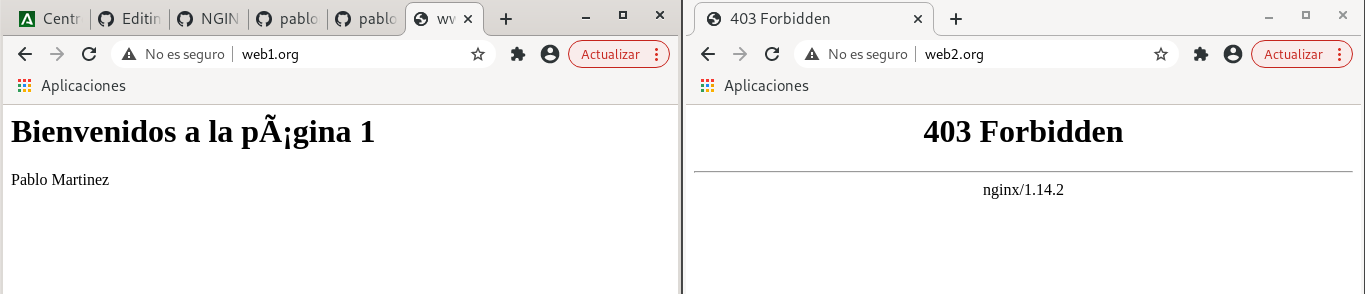 Centr
Editin
NGIN
pablo
pablo
ww
No es seguro
web1.org
Actualizar
Aplicaciones
Bienvenidos a la pÃ¡gina 1
Pablo Martinez
403 Forbidden
No es seguro
web2.org
Actualizar
Aplicaciones
403 Forbidden
nginx/1.14.2